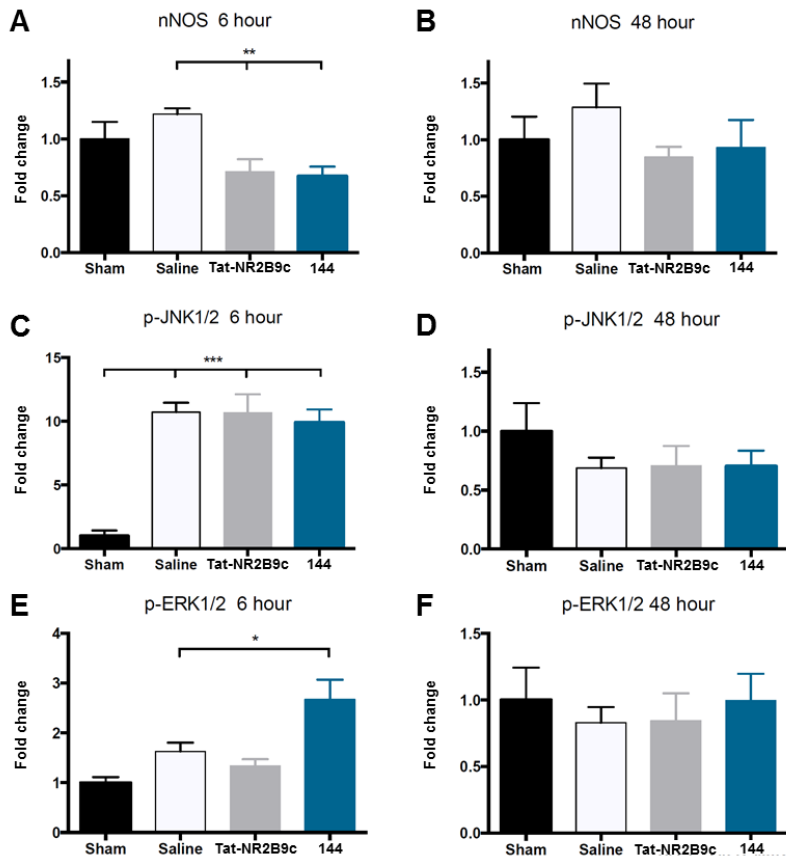 A
nNOS 6 hour
**
Fold change
1.5
1.0
0.5
0.0
Sham Saline Tat-NR2B9c 144
B
nNOS 48 hour
Fold change
1.5
1.0
0.5
0.0
Sham Saline Tat-NR2B9c 144
C
p-JNK1/2 6 hour
***
Fold change
15
10
5
0
Sham Saline Tat-NR2B9c 144
D
p-JNK1/2 48 hour
Fold change
1.5
1.0
0.5
0.0
Sham Saline Tat-NR2B9c 144
E
p-ERK1/2 6 hour
*
Fold change
4
3
2
1
0
Sham Saline Tat-NR2B9c 144
F
p-ERK1/2 48 hour
Fold change
1.5
1.0
0.5
0.0
Sham Saline Tat-NR2B9c 144